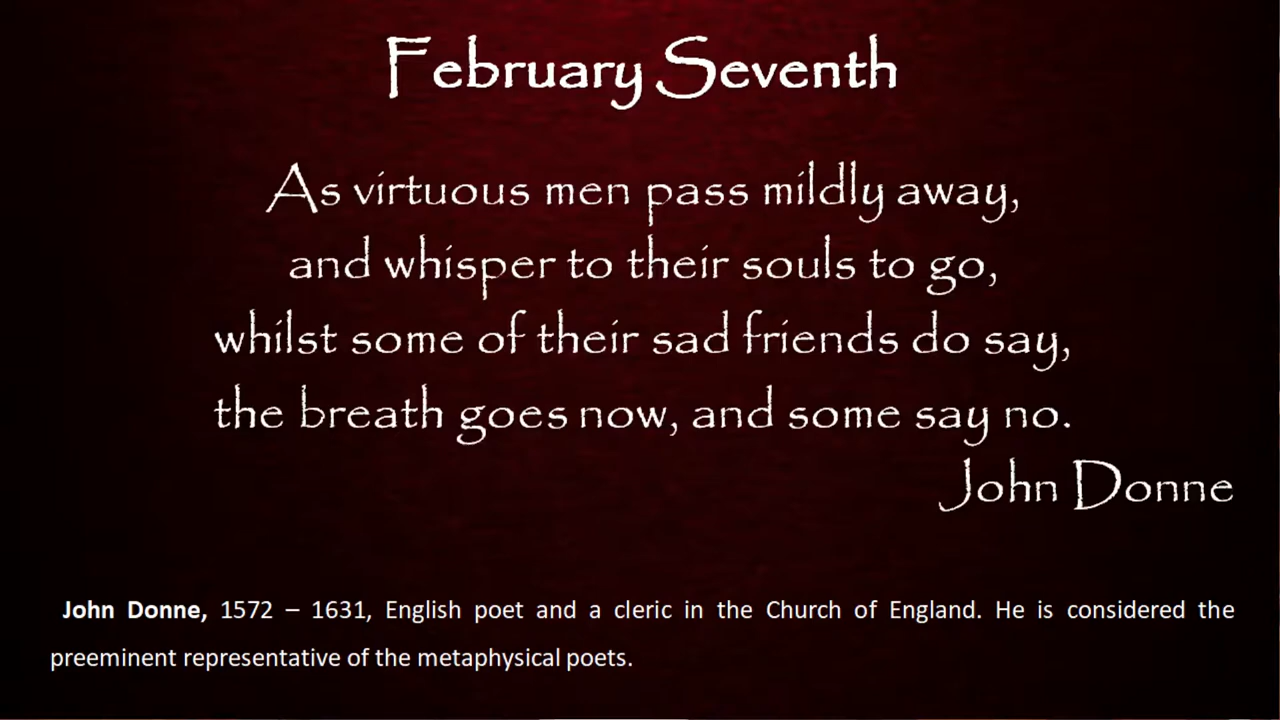 February Seventh
As virtuous men pass mildly away,
and whisper to their souls to go,
whilst some of their sad friends do say,
the breath goes now, and some say no.
John Donne
John Donne, 1572 – 1631, English poet and a cleric in the Church of England. He is considered the
preeminent representative of the metaphysical poets.